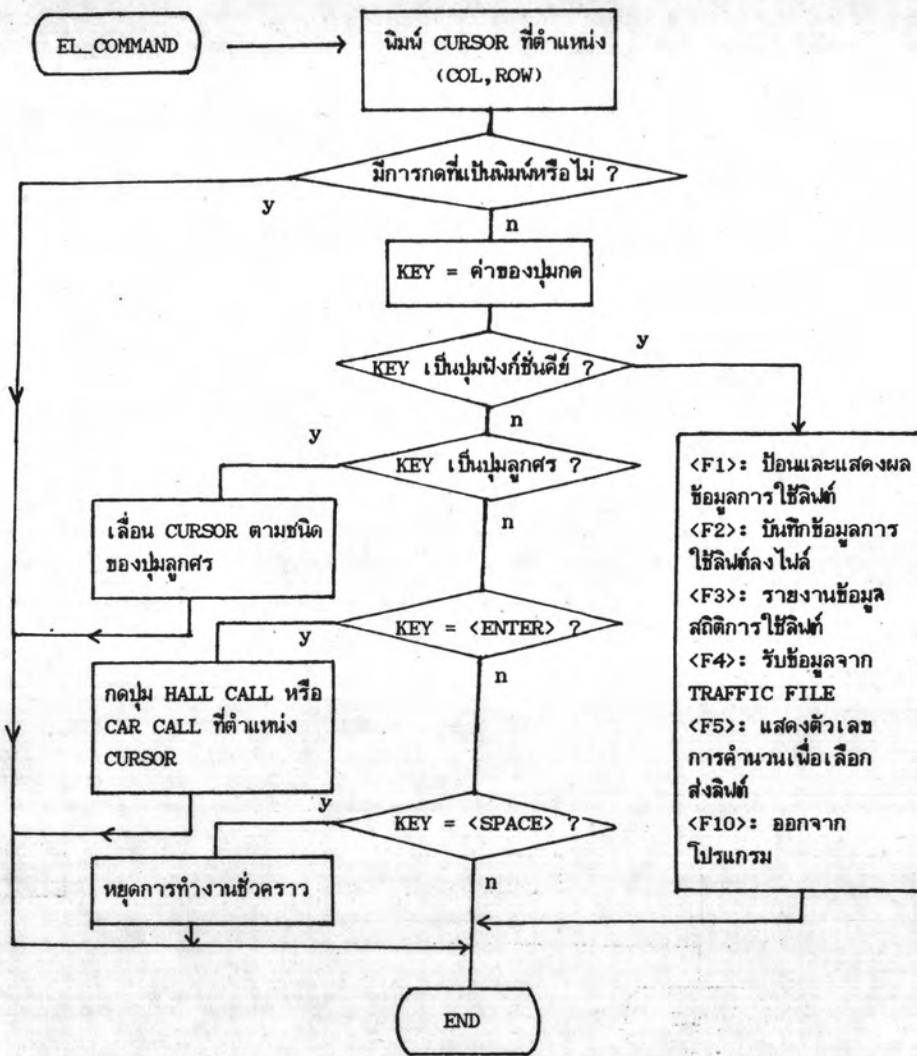 EL_COMMAND
พิมพ์ CURSOR ที่ตำแหน่ง
(COL,ROW)
มีการกดที่แป้นพิมพ์หรือไม่ ?
y
n
KEY = ค่าของปุ่มกด
KEY เป็นปุ่มฟังก์ชั่นคีย์ ?
y
n
KEY เป็นปุ่มลูกศร ?
y
n
เลื่อน CURSOR ตามชนิด
ของปุ่มลูกศร
KEY = <ENTER> ?
y
n
กดปุ่ม HALL CALL หรือ
CAR CALL ที่ตำแหน่ง
CURSOR
KEY = <SPACE> ?
y
n
หยุดการทำงานชั่วคราว
<F1>: ป้อนและแสดงผล
ข้อมูลการใช้ลิฟต์
<F2>: บันทึกข้อมูลการ
ใช้ลิฟต์ลงไฟล์
<F3>: รายงานข้อมูล
สถิติการใช้ลิฟต์
<F4>: รับข้อมูลจาก
TRAFFIC FILE
<F5>: แสดงตัวเลข
การคำนวนเพื่อเลือก
ส่งลิฟต์
<F10>: ออกจาก
โปรแกรม
END